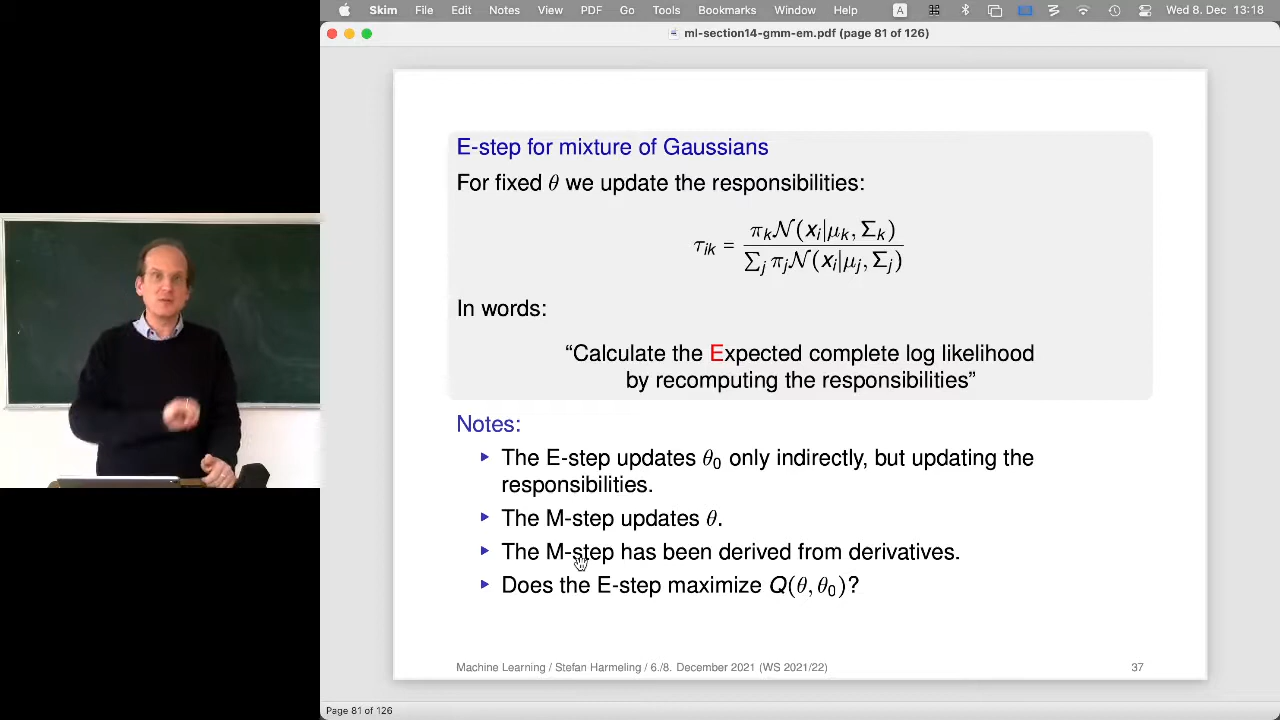 Skim File Edit Notes View PDF Go Tools Bookmarks Window Help A Wed 8. Dec 13:18
ml-section14-gmm-em.pdf (page 81 of 126)
E-step for mixture of Gaussians
For fixed θ we update the responsibilities:
τ_ik = π_k 𝒩(x_i|μ_k, Σ_k) / ∑_j π_j 𝒩(x_i|μ_j, Σ_j)
In words:
“Calculate the Expected complete log likelihood
by recomputing the responsibilities”
Notes:
▸ The E-step updates θ₀ only indirectly, but updating the
responsibilities.
▸ The M-step updates θ.
▸ The M-step has been derived from derivatives.
▸ Does the E-step maximize Q(θ, θ₀)?
Machine Learning / Stefan Harmeling / 6./8. December 2021 (WS 2021/22) 37
Page 81 of 126